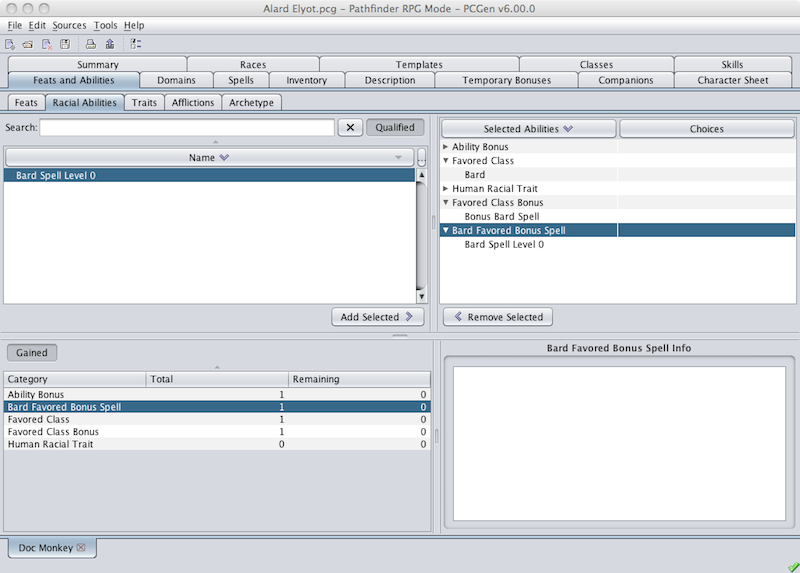 Alard Elyot.pcg - Pathfinder RPG Mode - PCGen v6.00.0
File Edit Sources Tools Help
Summary Races Templates Classes Skills
Feats and Abilities Domains Spells Inventory Description Temporary Bonuses Companions Character Sheet
Feats Racial Abilities Traits Afflictions Archetype
Search: Qualified
Name ...
Bard Spell Level 0
Add Selected
Selected Abilities Choices
Ability Bonus
Favored Class
Bard
Human Racial Trait
Favored Class Bonus
Bonus Bard Spell
Bard Favored Bonus Spell
Bard Spell Level 0
Remove Selected
Gained
Category Total Remaining
Ability Bonus 1 0
Bard Favored Bonus Spell 1 0
Favored Class 1 0
Favored Class Bonus 1 0
Human Racial Trait 0 0
Bard Favored Bonus Spell Info
Doc Monkey